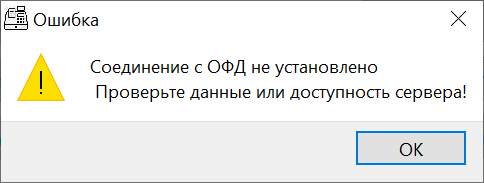 Ошибка
Соединение с ОФД не установлено
Проверьте данные или доступность сервера!
OK